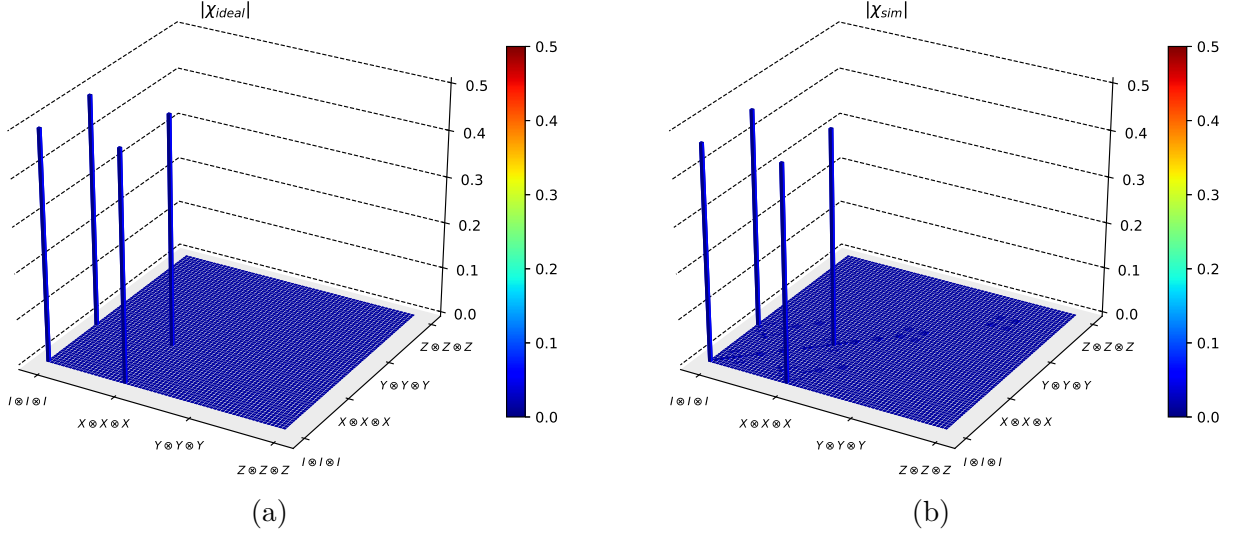 |χ_ideal|
0.5
0.4
0.3
0.2
0.1
0.0
0.5
0.4
0.3
0.2
0.1
0.0
I⊗I⊗I
X⊗X⊗X
Y⊗Y⊗Y
Z⊗Z⊗Z
I⊗I⊗I
X⊗X⊗X
Y⊗Y⊗Y
Z⊗Z⊗Z
(a)
|χ_sim|
0.5
0.4
0.3
0.2
0.1
0.0
0.5
0.4
0.3
0.2
0.1
0.0
I⊗I⊗I
X⊗X⊗X
Y⊗Y⊗Y
Z⊗Z⊗Z
I⊗I⊗I
X⊗X⊗X
Y⊗Y⊗Y
Z⊗Z⊗Z
(b)